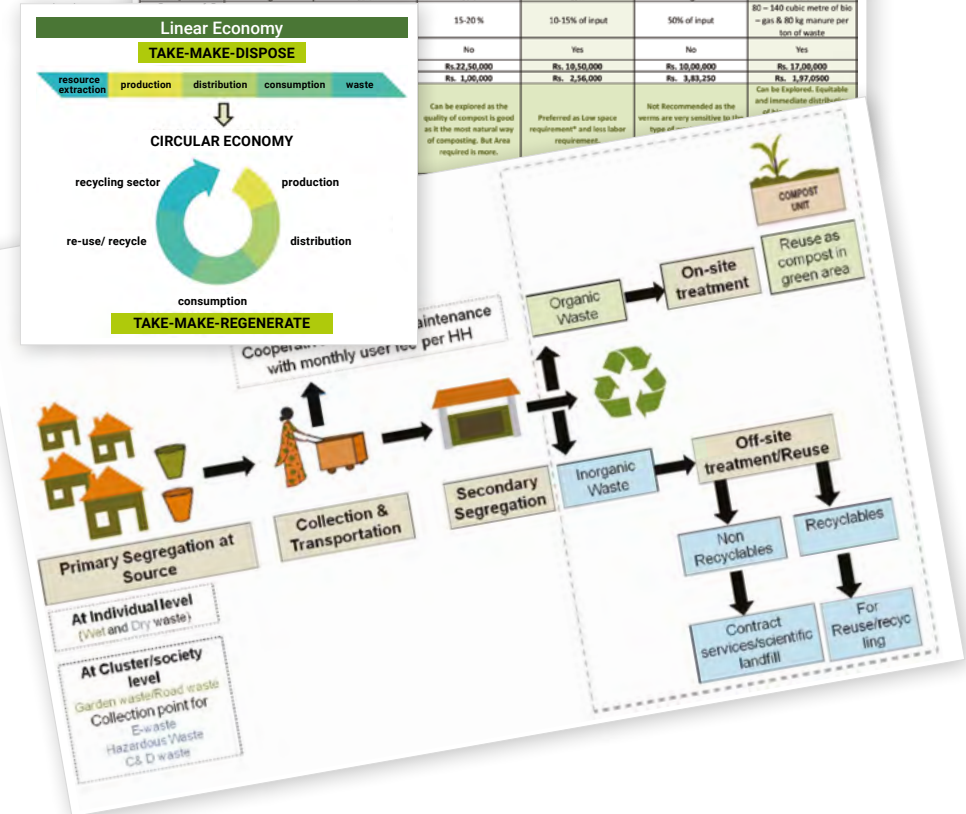 15-20 %
10-15% of input
50% of input
80 – 140 cubic metre of bio
– gas & 80 kg manure per
ton of waste
No
Yes
No
Yes
Rs.22,50,000
Rs. 10,50,000
Rs. 10,00,000
Rs. 17,00,000
Rs. 1,00,000
Rs. 2,56,000
Rs. 3,83,250
Rs. 1,97,0500
Can be explored as the
quality of compost is good
as it the most natural way
of composting. But Area
required is more.
Preferred as Low space
requirement* and less labor
requirement.
Not Recommended as the
verms are very sensitive to the
type of
Can be Explored. Equitable
and Immediate
Linear Economy
TAKE-MAKE-DISPOSE
resource
extraction
production
distribution
consumption
waste
CIRCULAR ECONOMY
recycling sector
production
re-use/ recycle
distribution
consumption
TAKE-MAKE-REGENERATE
with monthly user fee per HH
COMPOST
UNIT
Organic
Waste
On-site
treatment
Reuse as
compost in
green area
Primary Segregation at
Source
Collection &
Transportation
Secondary
Segregation
Inorganic
Waste
Off-site
treatment/Reuse
Non
Recyclables
Recyclables
Contract
services/scientific
landfill
For
Reuse/recyc
ling
At Individual level
(Wet and Dry waste)
At Cluster/society
level
Garden waste/Road waste
Collection point for
E-waste
Hazardous Waste
C& D waste